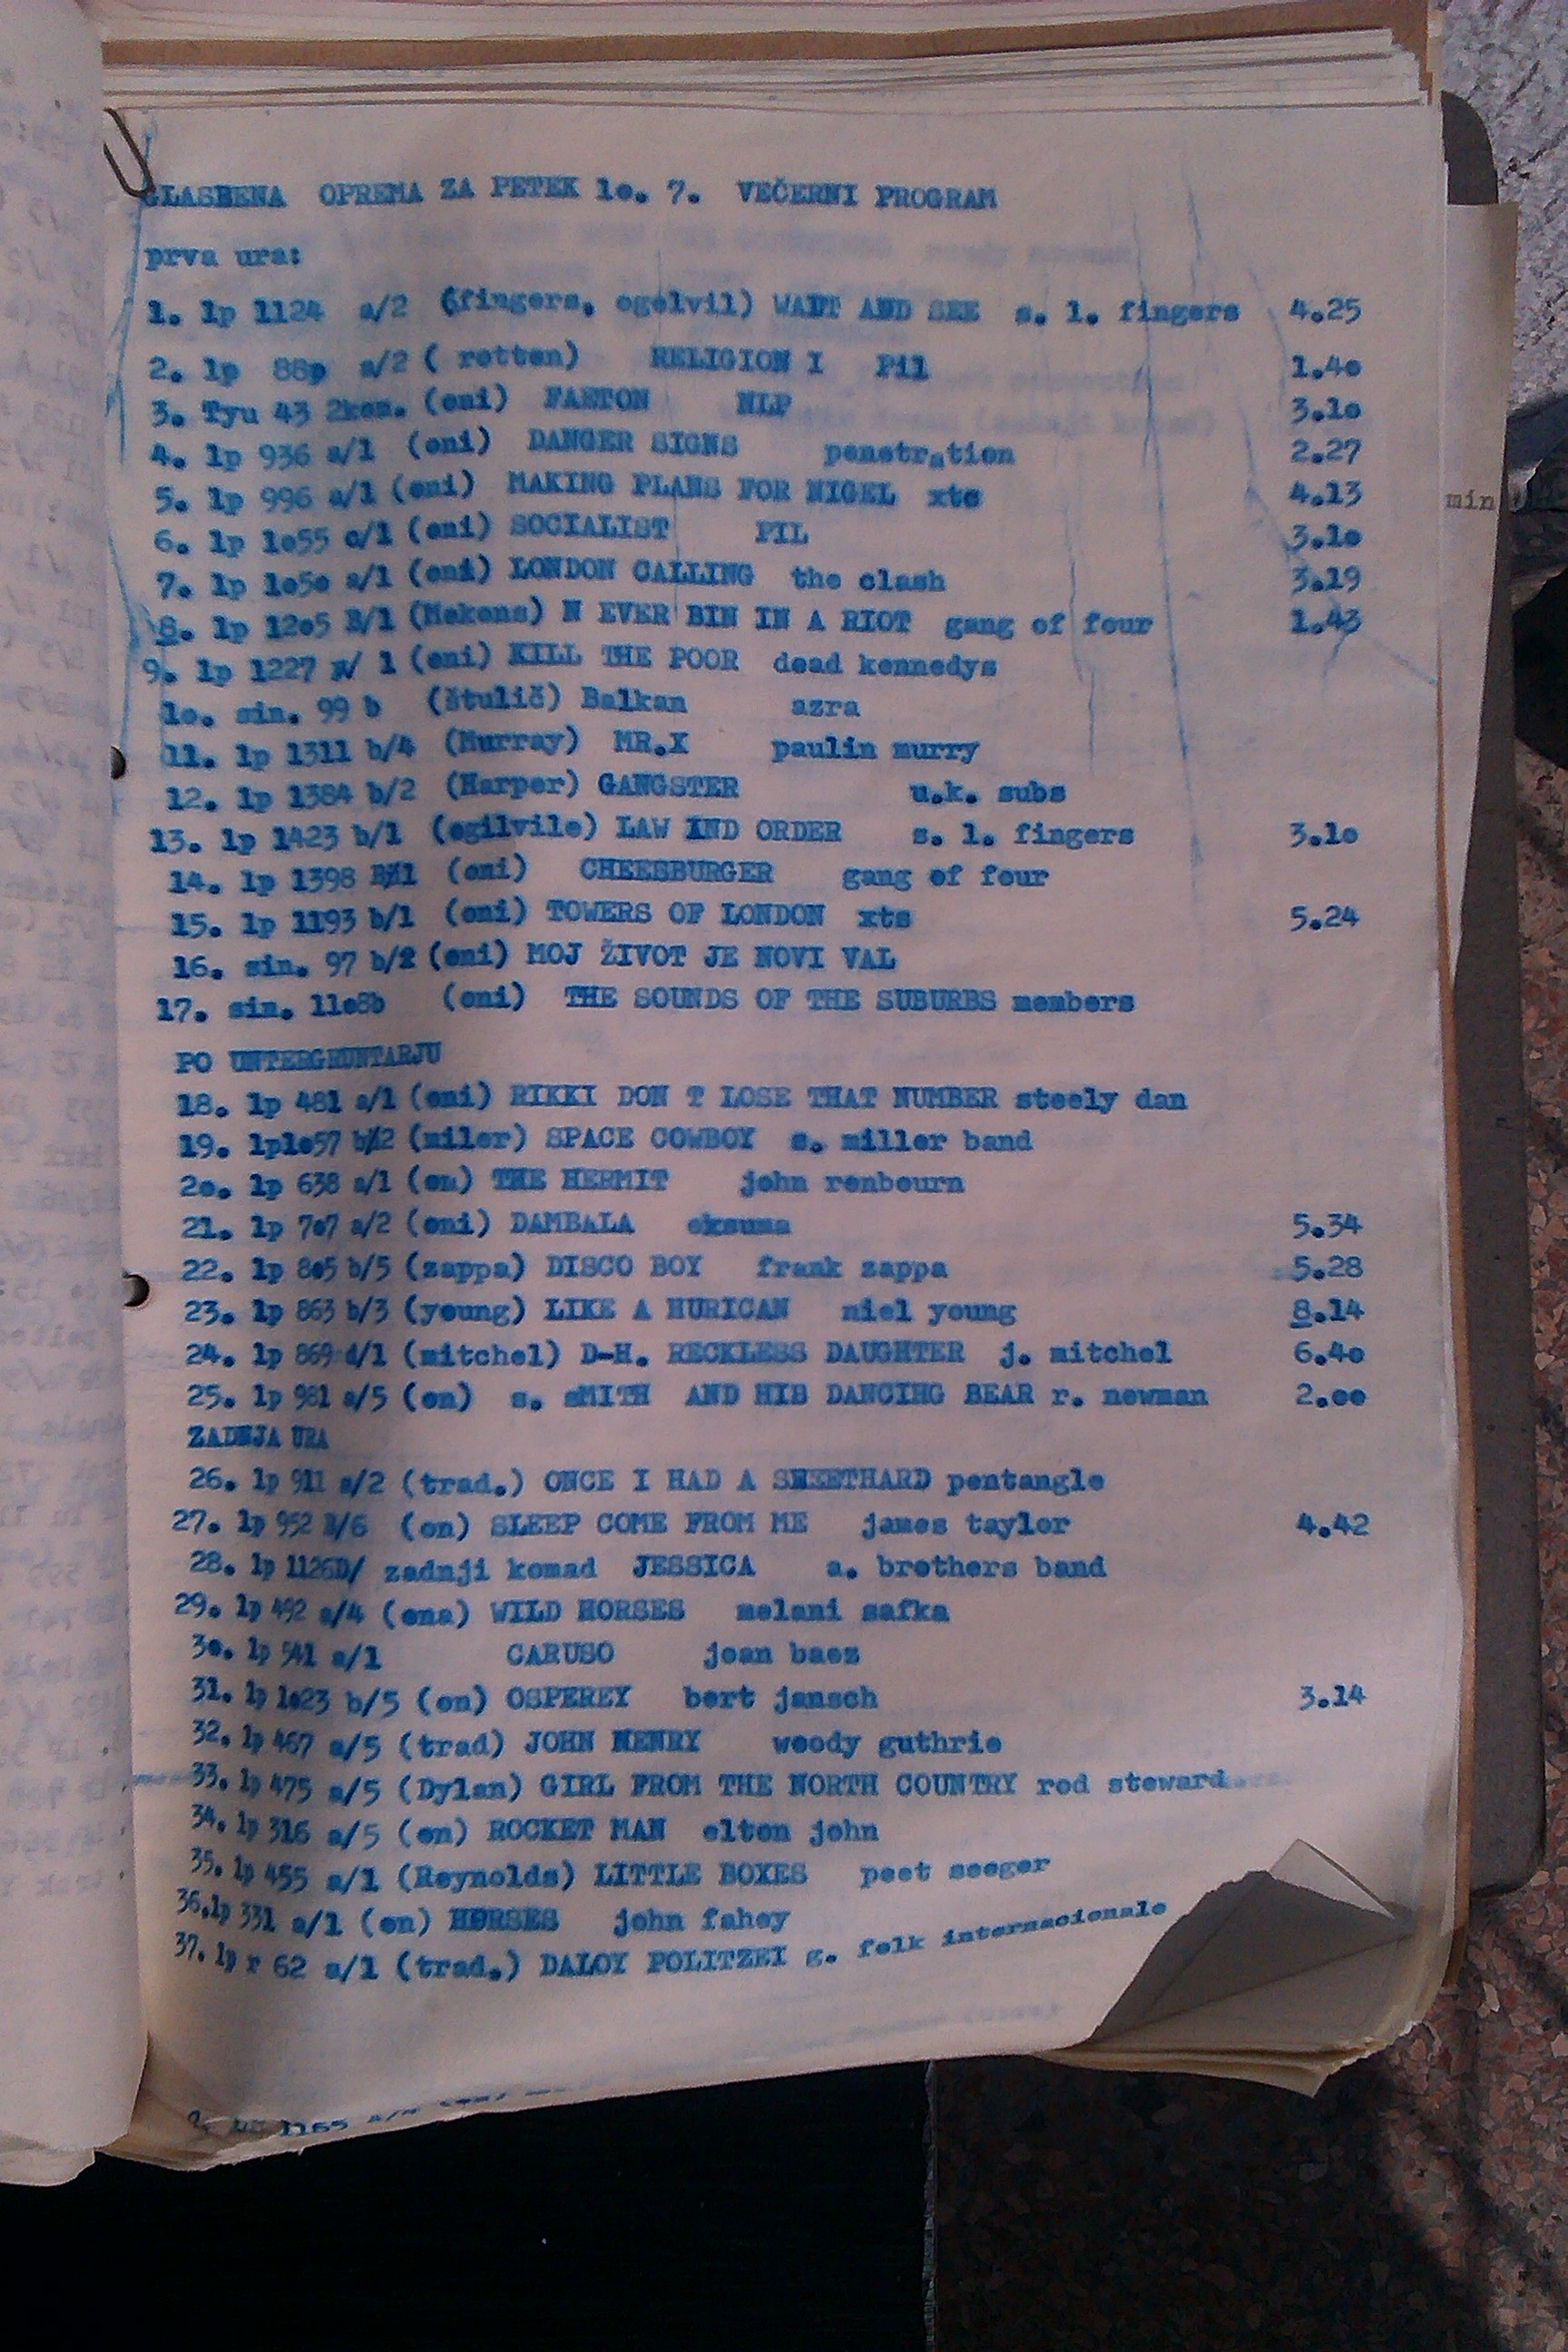 GLASBENA OPREMA ZA PETEK 1o. 7. VEČERNI PROGRAM
prva ura:
1. lp 1124 a/2 (fingers, ogelvil) WAIT AND SEE s. l. fingers 4.25
2. lp 88p a/2 ( rotten) RELIGION I Pil 1.4o
3. Tyu 43 2kom. (oni) FAETON NLP 3.1o
4. lp 936 a/1 (oni) DANGER SIGNS penetration 2.27
5. lp 996 a/1 (oni) MAKING PLANS FOR NIGEL xtc 4.13
6. lp 1o55 c/1 (oni) SOCIALIST PIL 3.1o
7. lp 1o5o a/1 (oni) LONDON CALLING the clash 3.19
8. lp 12o5 B/1 (Mekons) N EVER BIN IN A RIOT gang of four 1.43
9. lp 1227 / 1 (oni) KILL THE POOR dead kennedys
1o. sin. 99 b (štulič) Balkan azra
11. lp 1311 b/4 (Murray) MR.X paulin murry
12. lp 1384 b/2 (Harper) GANGSTER u.k. subs
13. lp 1423 b/1 (ogilvile) LAW AND ORDER s. l. fingers 3.1o
14. lp 1398 B/1 (oni) CHEESBURGER gang of four
15. lp 1193 b/1 (oni) TOWERS OF LONDON xtc 5.24
16. sin. 97 b/2 (oni) MOJ ŽIVOT JE NOVI VAL
17. sin. 11o8b (oni) THE SOUNDS OF THE SUBURBS members
PO UNTERGRUNTARJU
18. lp 481 a/1 (oni) RIKKI DON T LOSE THAT NUMBER steely dan
19. lp1o57 b/2 (miler) SPACE COWBOY s. miller band
2o. lp 638 a/1 (on) THE HERMIT john renbourn
21. lp 7o7 a/2 (oni) DAMBALA eksuma 5.34
22. lp 8o5 b/5 (zappa) DISCO BOY frank zappa 5.28
23. lp 863 b/3 (young) LIKE A HURICAN niel young 8.14
24. lp 869 d/1 (mitchel) D-H. RECKLESS DAUGHTER j. mitchel 6.4o
25. lp 981 a/5 (on) s. sMITH AND HIS DANCIHG BEAR r. newman 2.oo
ZADNJA URA
26. lp 911 a/2 (trad.) ONCE I HAD A SWEETHARD pentangle
27. lp 952 B/6 (on) SLEEP COME FROM ME james taylor 4.42
28. lp 1126D/ zadnji komad JESSICA a. brothers band
29. lp 492 a/4 (ona) WILD HORSES melani safka
3o. lp 541 a/1 CARUSO joan baez
31. lp 1o23 b/5 (on) OSPEREY bert jansch 3.14
32. lp 467 a/5 (trad) JOHN HENRY woody guthrie
33. lp 475 a/5 (Dylan) GIRL FROM THE NORTH COUNTRY rod steward
34. lp 316 a/5 (on) ROCKET MAN elton john
35. lp 455 a/1 (Reynolds) LITTLE BOXES peet seeger
36.lp 331 a/1 (on) HORSES john fahey
37. lp r 62 a/1 (trad.) DALOY POLITZEI g. folk internacionale
min
1165